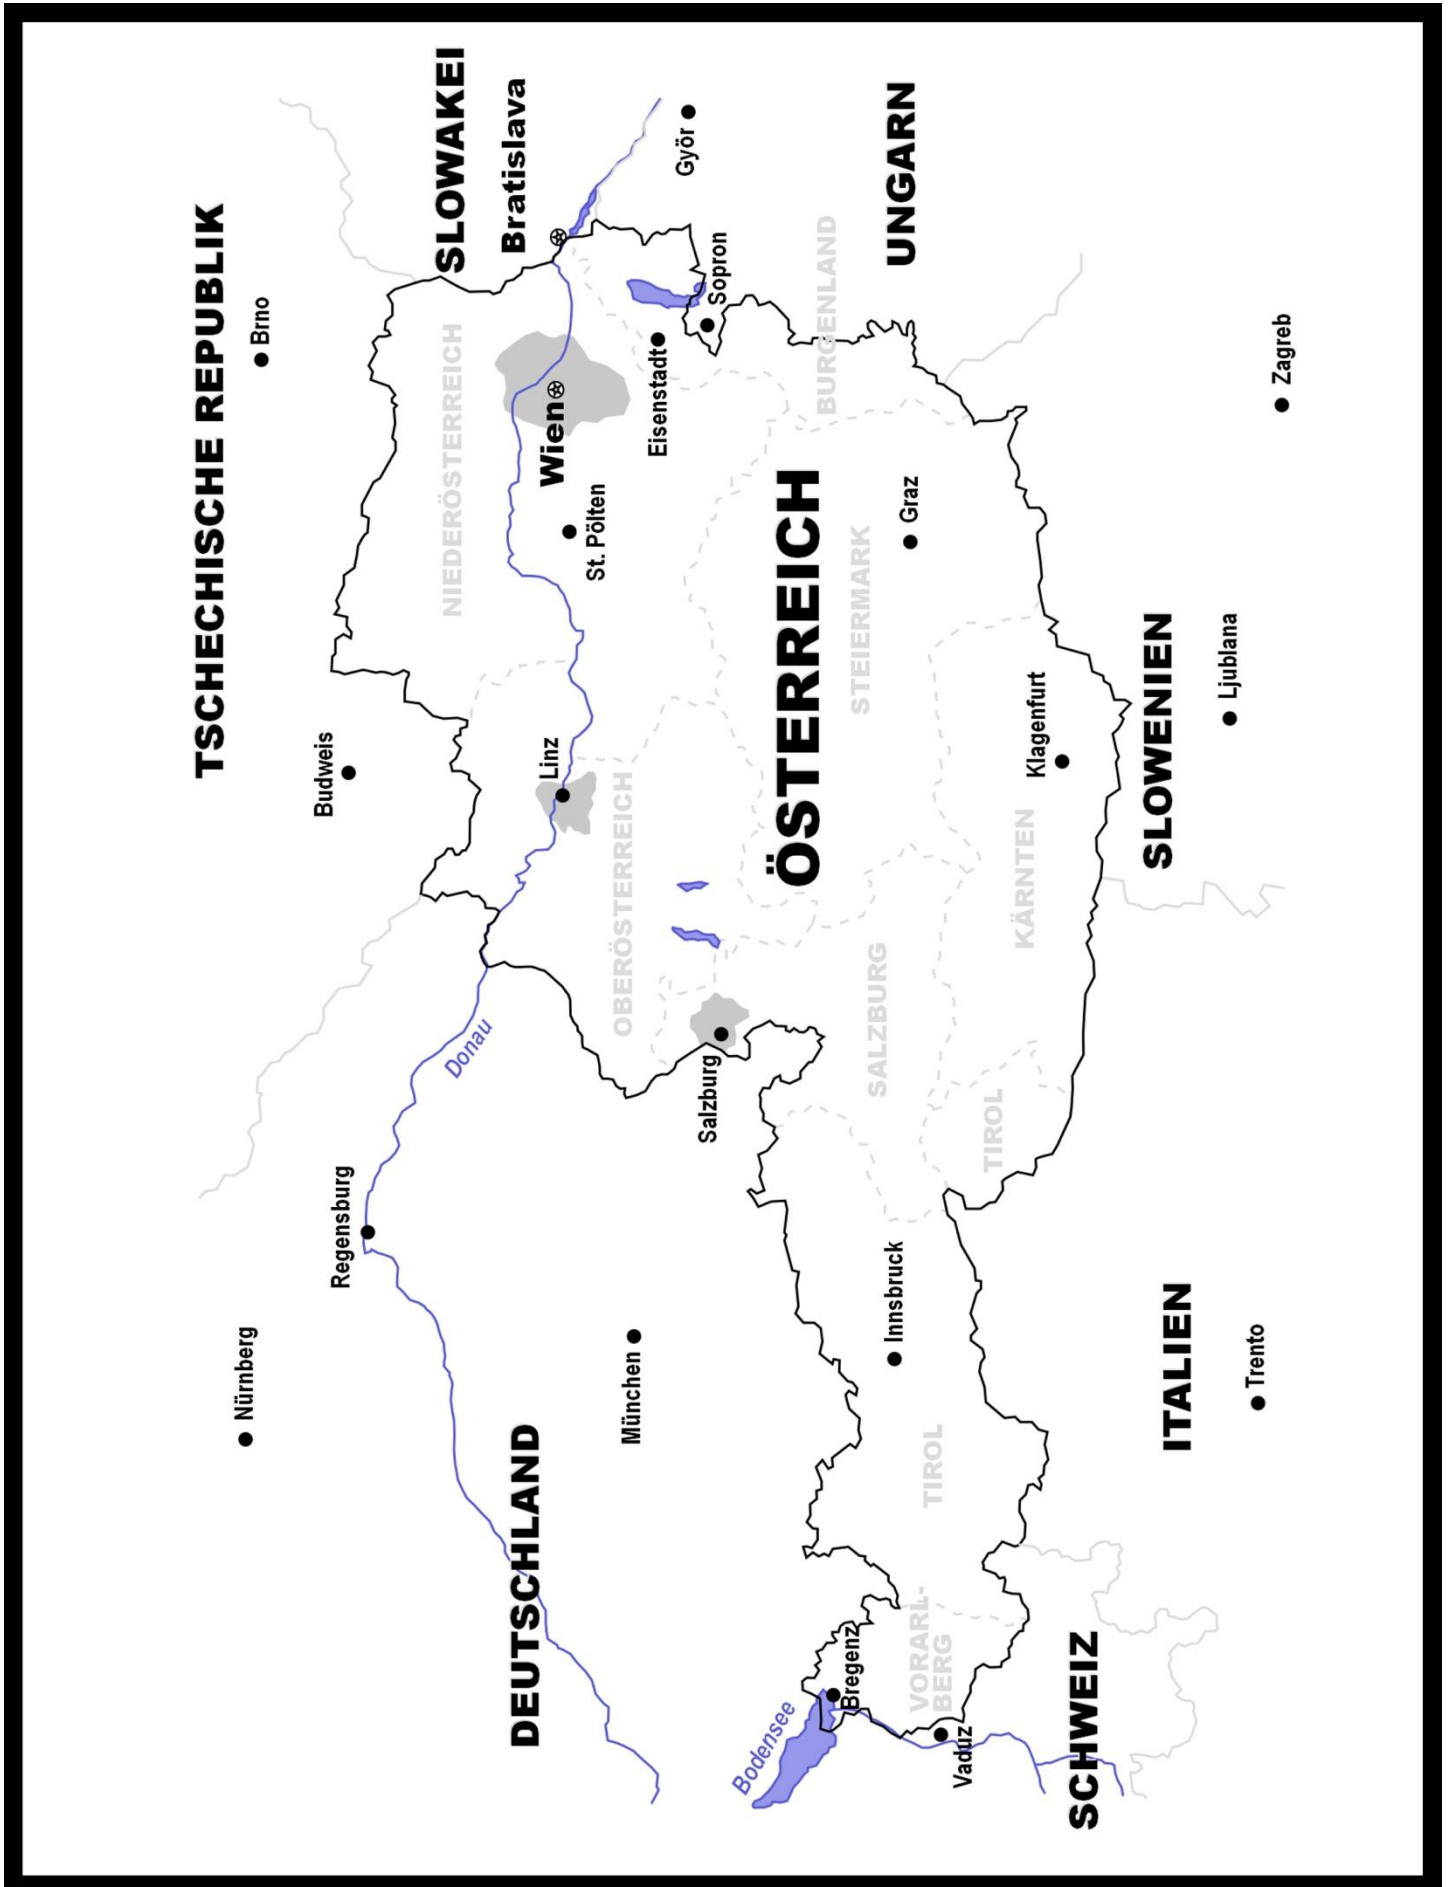 TSCHECHISCHE REPUBLIK
Brno
SLOWAKEI
Nürnberg
Regensburg
Budweis
Bratislava
NIEDERÖSTERREICH
Donau
DEUTSCHLAND
Linz
Wien
St. Pölten
München
OBERÖSTERREICH
Eisenstadt
Győr
Sopron
Salzburg
Bodensee
ÖSTERREICH
BURGENLAND
UNGARN
Bregenz
STEIERMARK
SALZBURG
Innsbruck
Graz
VORARL-
BERG
TIROL
Vaduz
TIROL
KÄRNTEN
Klagenfurt
SCHWEIZ
SLOWENIEN
ITALIEN
Ljublana
Trento
Zagreb